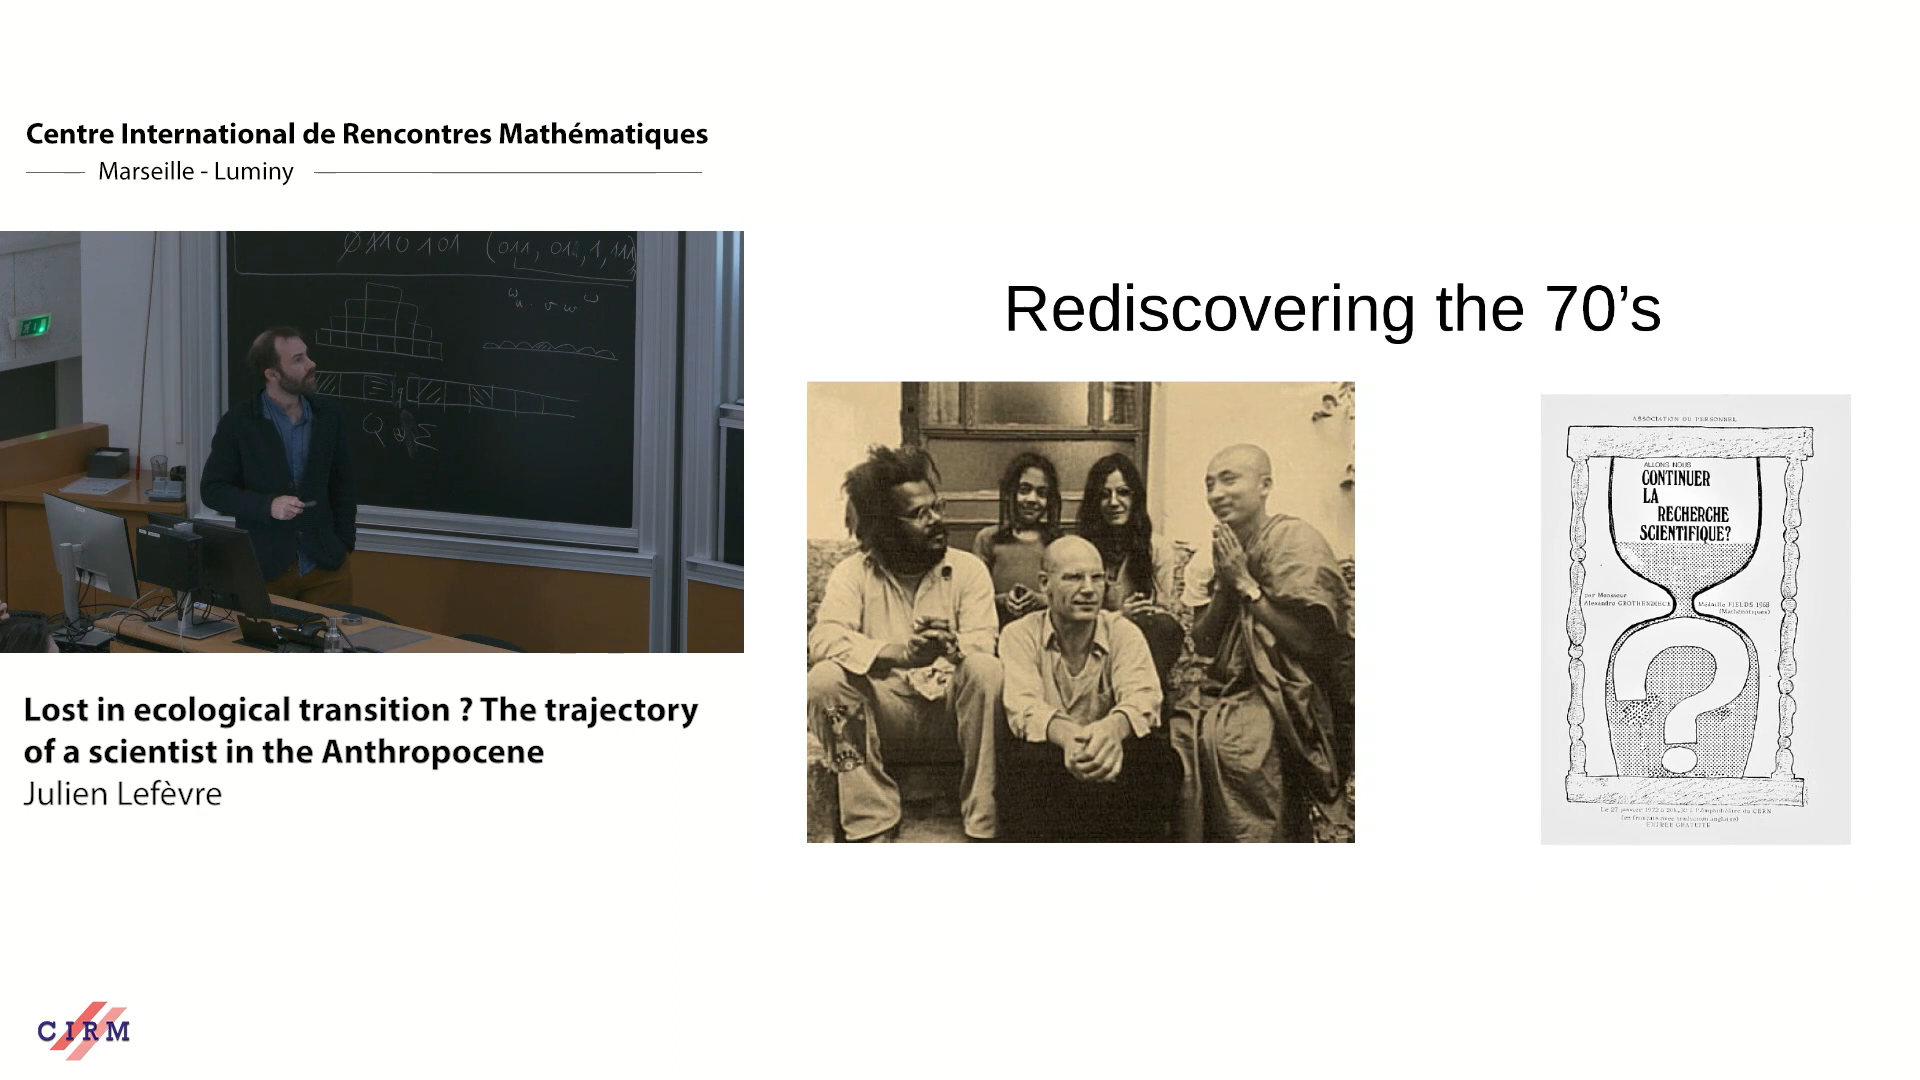 Centre International de Rencontres Mathématiques
Marseille - Luminy
Lost in ecological transition ? The trajectory
of a scientist in the Anthropocene
Julien Lefèvre
CIRM
Rediscovering the 70’s
ASSOCIATION DU PERSONNEL
ALLONS NOUS
CONTINUER
LA
RECHERCHE
SCIENTIFIQUE?
par Monsieur
Alexandre GROTHENDIECK
Médaille FIELDS 1966
(Mathématiques)
?
ENTREE GRATUITE